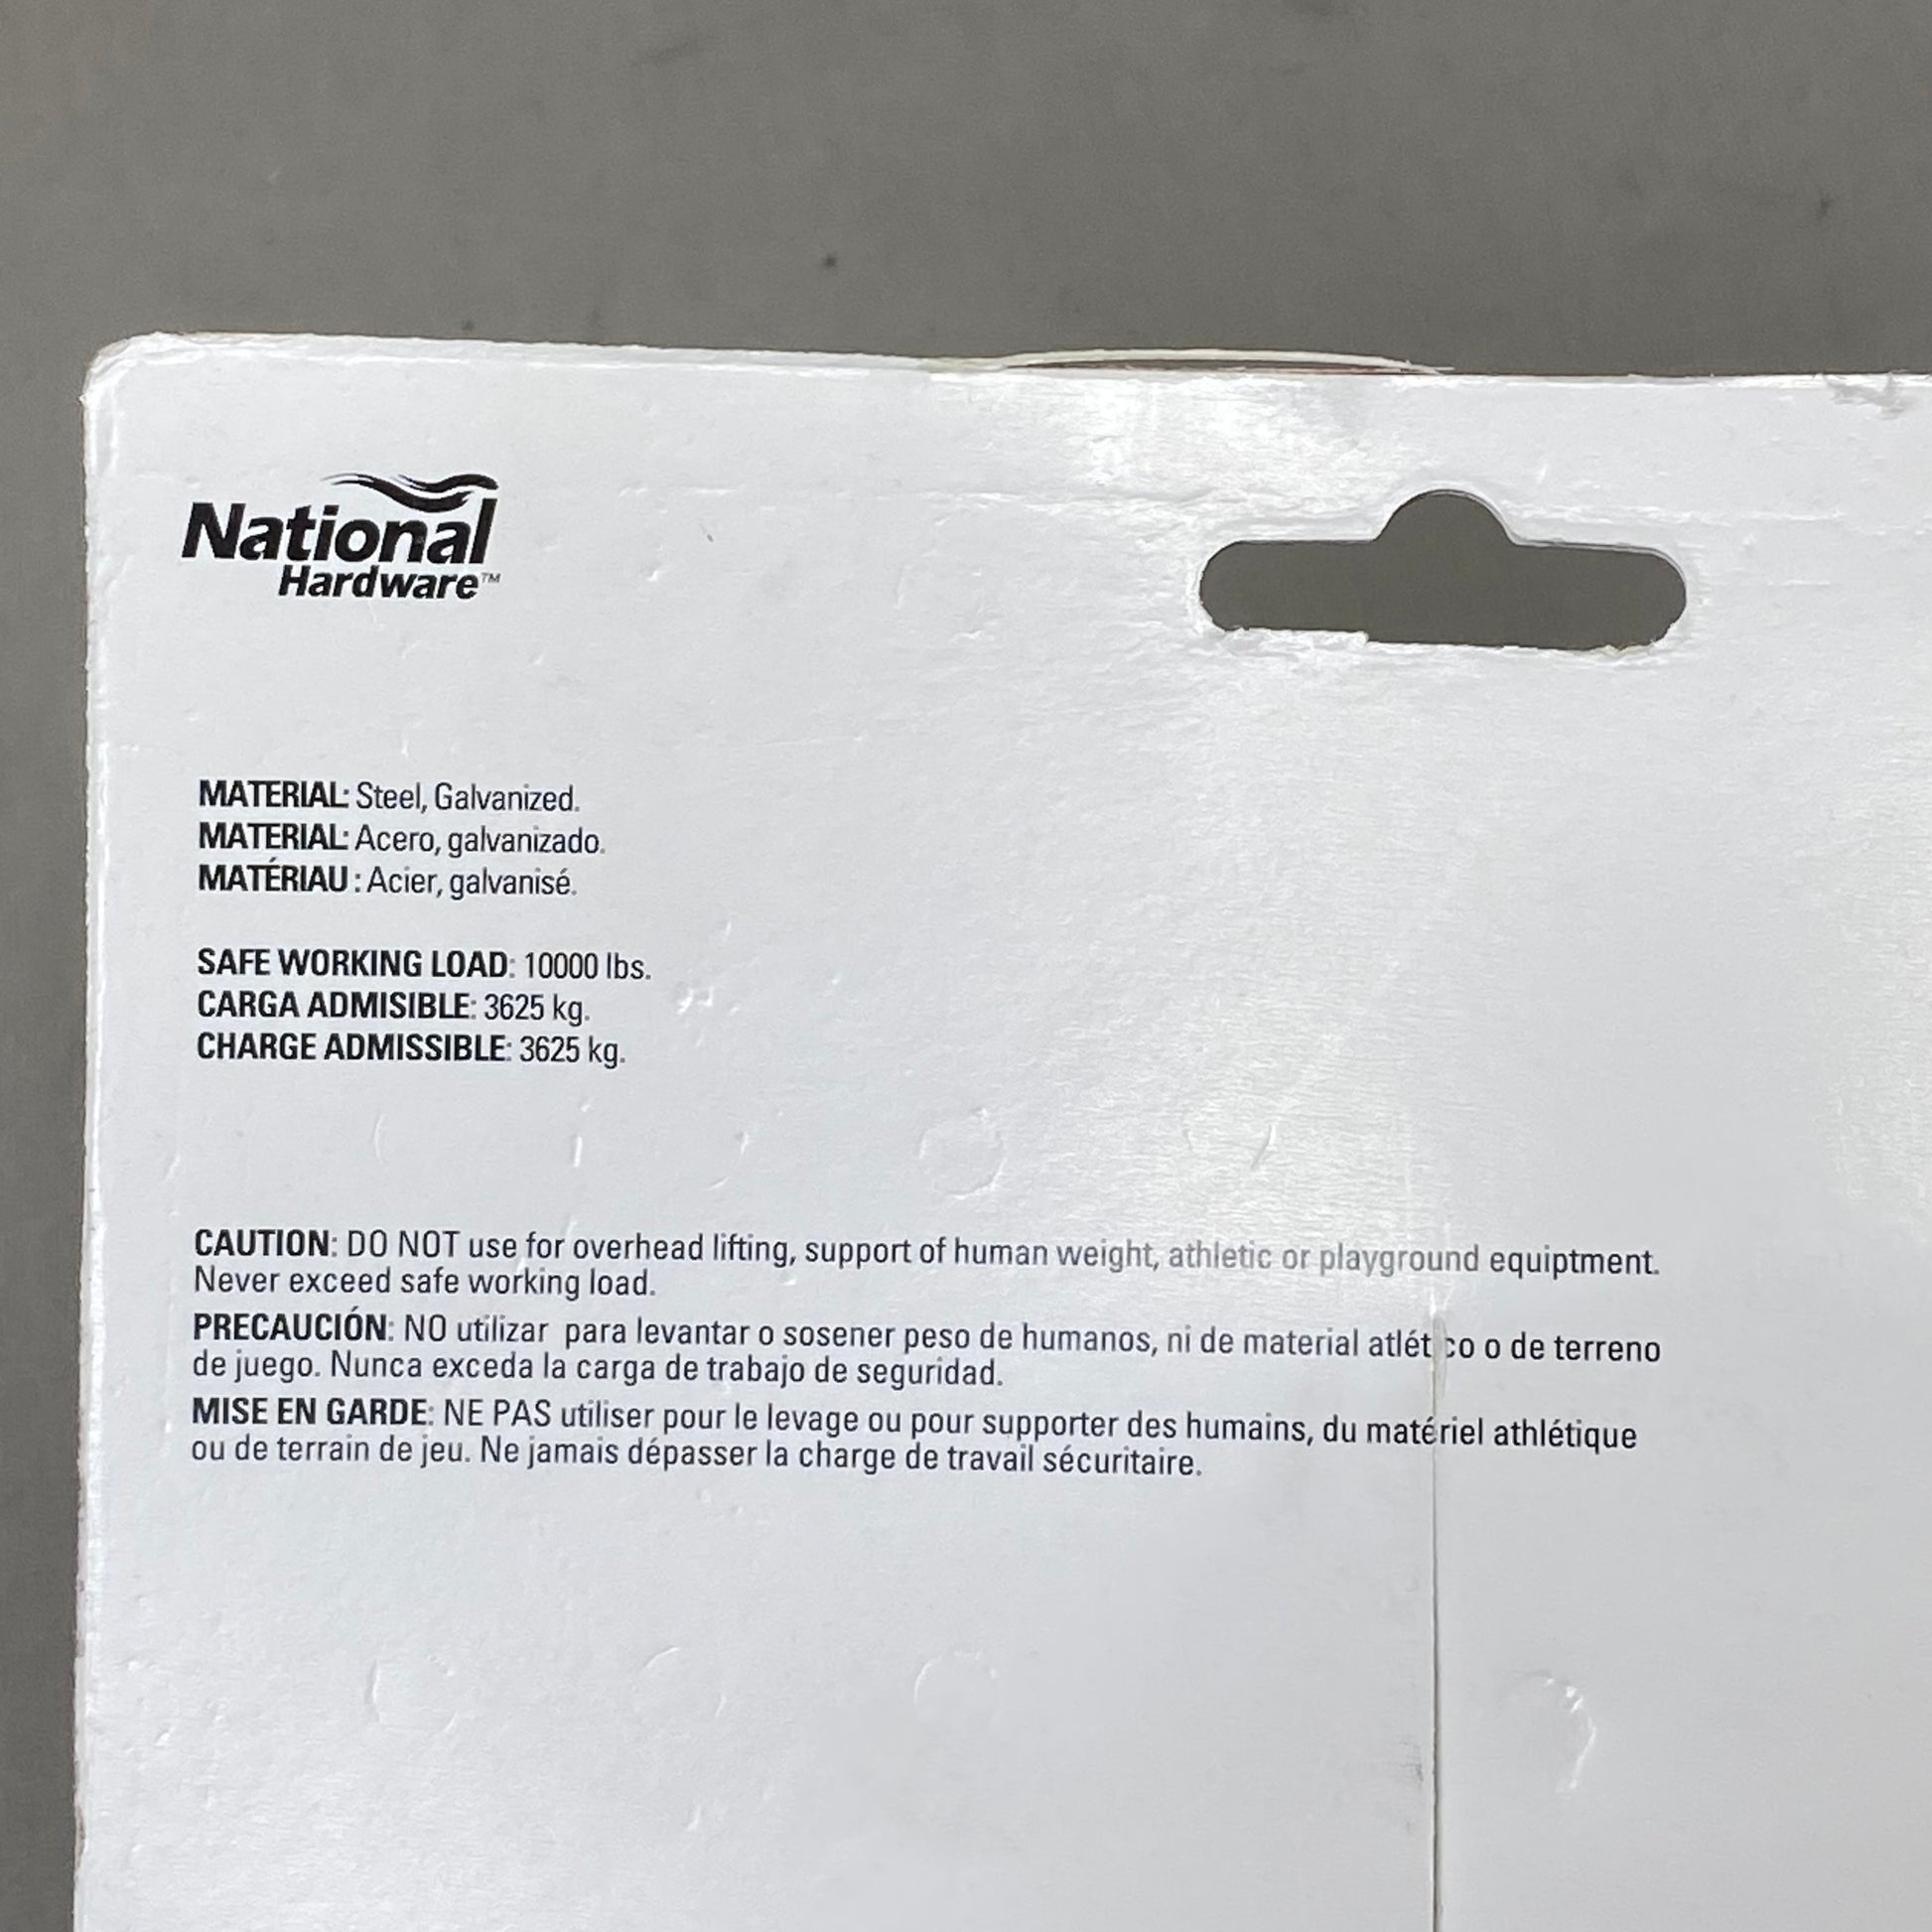 National
Hardware™
MATERIAL: Steel, Galvanized.
MATERIAL: Acero, galvanizado.
MATÉRIAU : Acier, galvanisé.
SAFE WORKING LOAD: 10000 lbs.
CARGA ADMISIBLE: 3625 kg.
CHARGE ADMISSIBLE: 3625 kg.
CAUTION: DO NOT use for overhead lifting, support of human weight, athletic or playground equiptment.
Never exceed safe working load.
PRECAUCIÓN: NO utilizar para levantar o sosener peso de humanos, ni de material atlético o de terreno
de juego. Nunca exceda la carga de trabajo de seguridad.
MISE EN GARDE: NE PAS utiliser pour le levage ou pour supporter des humains, du matériel athlétique
ou de terrain de jeu. Ne jamais dépasser la charge de travail sécuritaire.